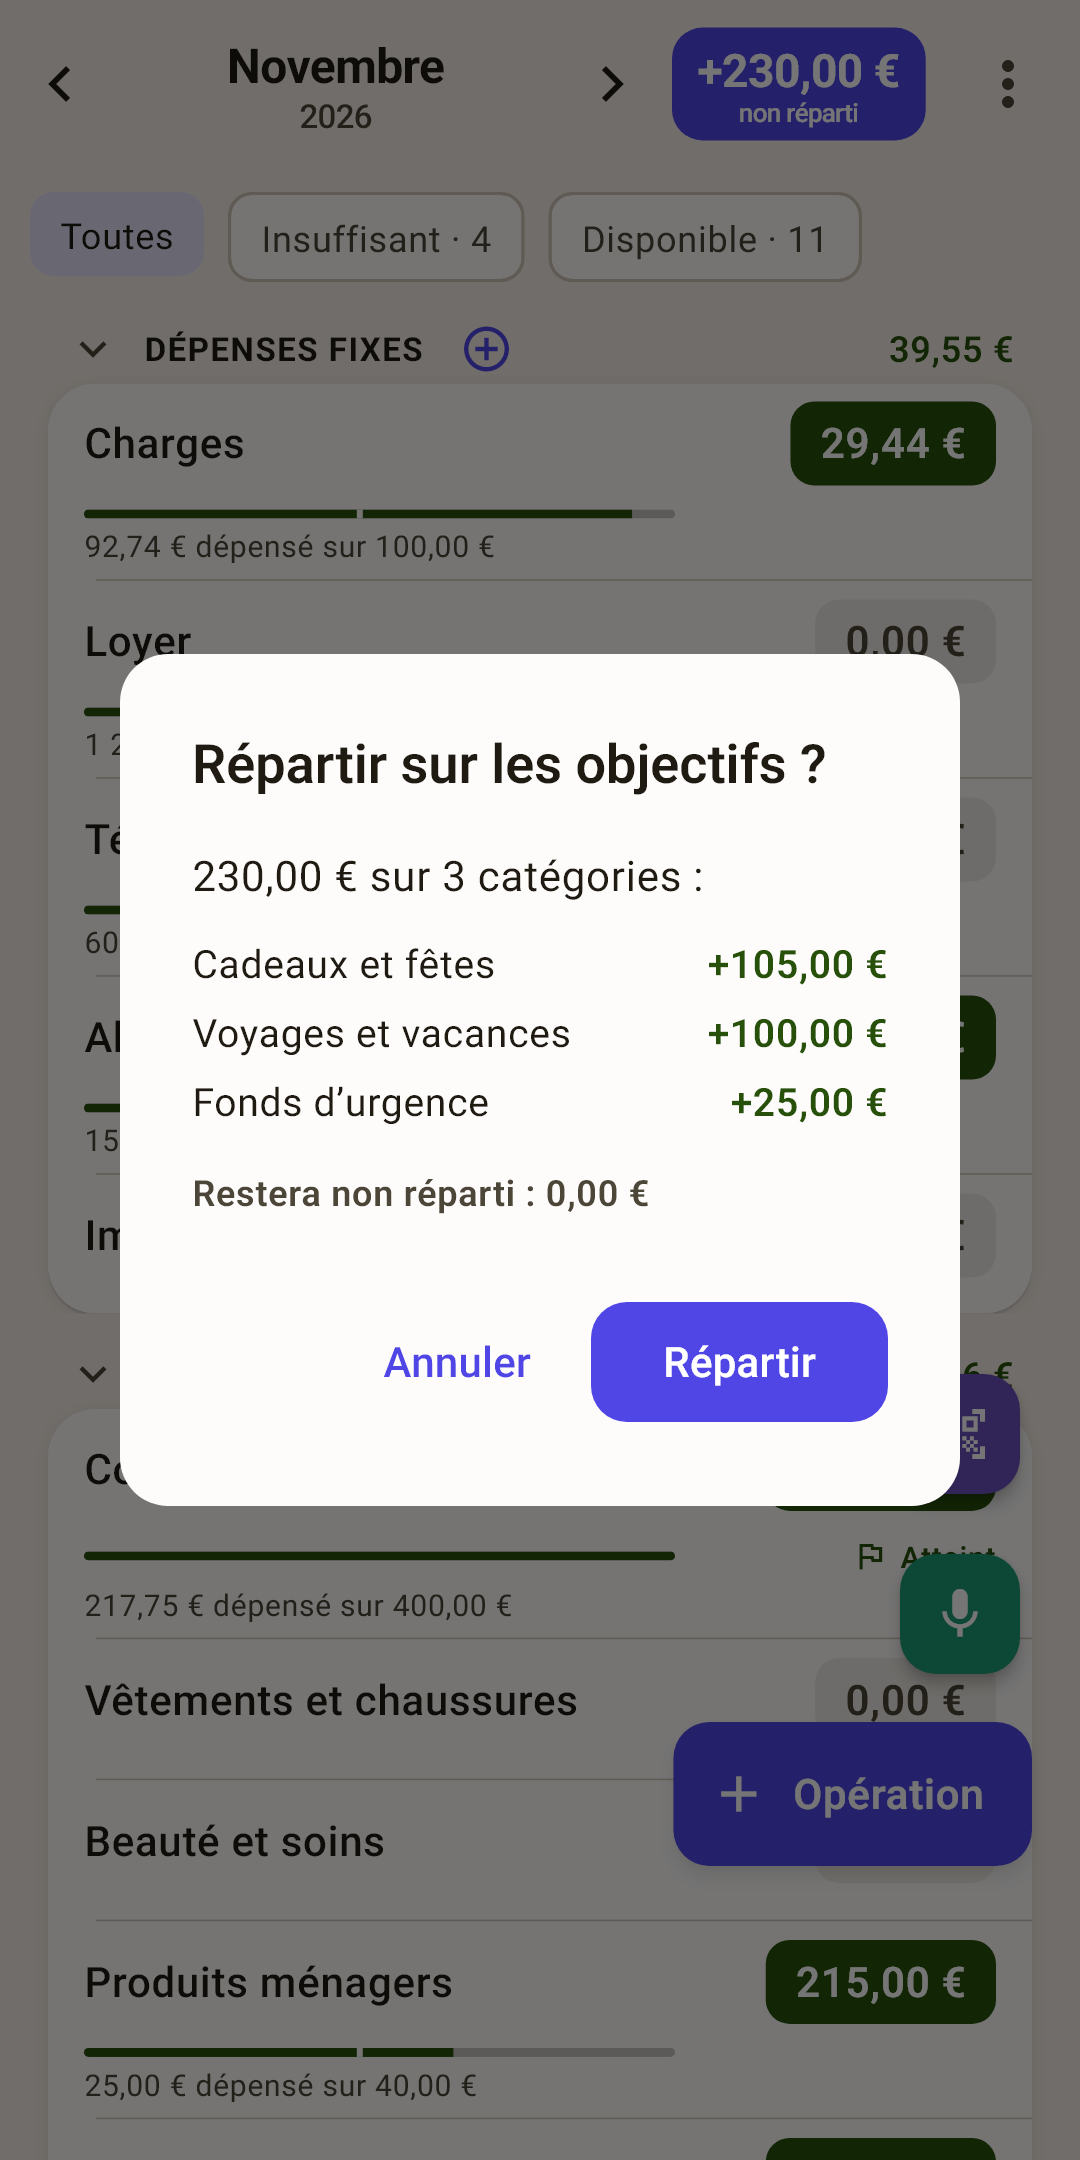 Novembre
2026
+230,00 €
non réparti
Toutes
Insuffisant · 4
Disponible · 11
DÉPENSES FIXES
39,55 €
Charges
29,44 €
92,74 € dépensé sur 100,00 €
Loyer
0,00 €
Répartir sur les objectifs ?
230,00 € sur 3 catégories :
Cadeaux et fêtes +105,00 €
Voyages et vacances +100,00 €
Fonds d’urgence +25,00 €
Restera non réparti : 0,00 €
Annuler
Répartir
Atteint
217,75 € dépensé sur 400,00 €
Vêtements et chaussures
0,00 €
Opération
Beauté et soins
Produits ménagers
215,00 €
25,00 € dépensé sur 40,00 €